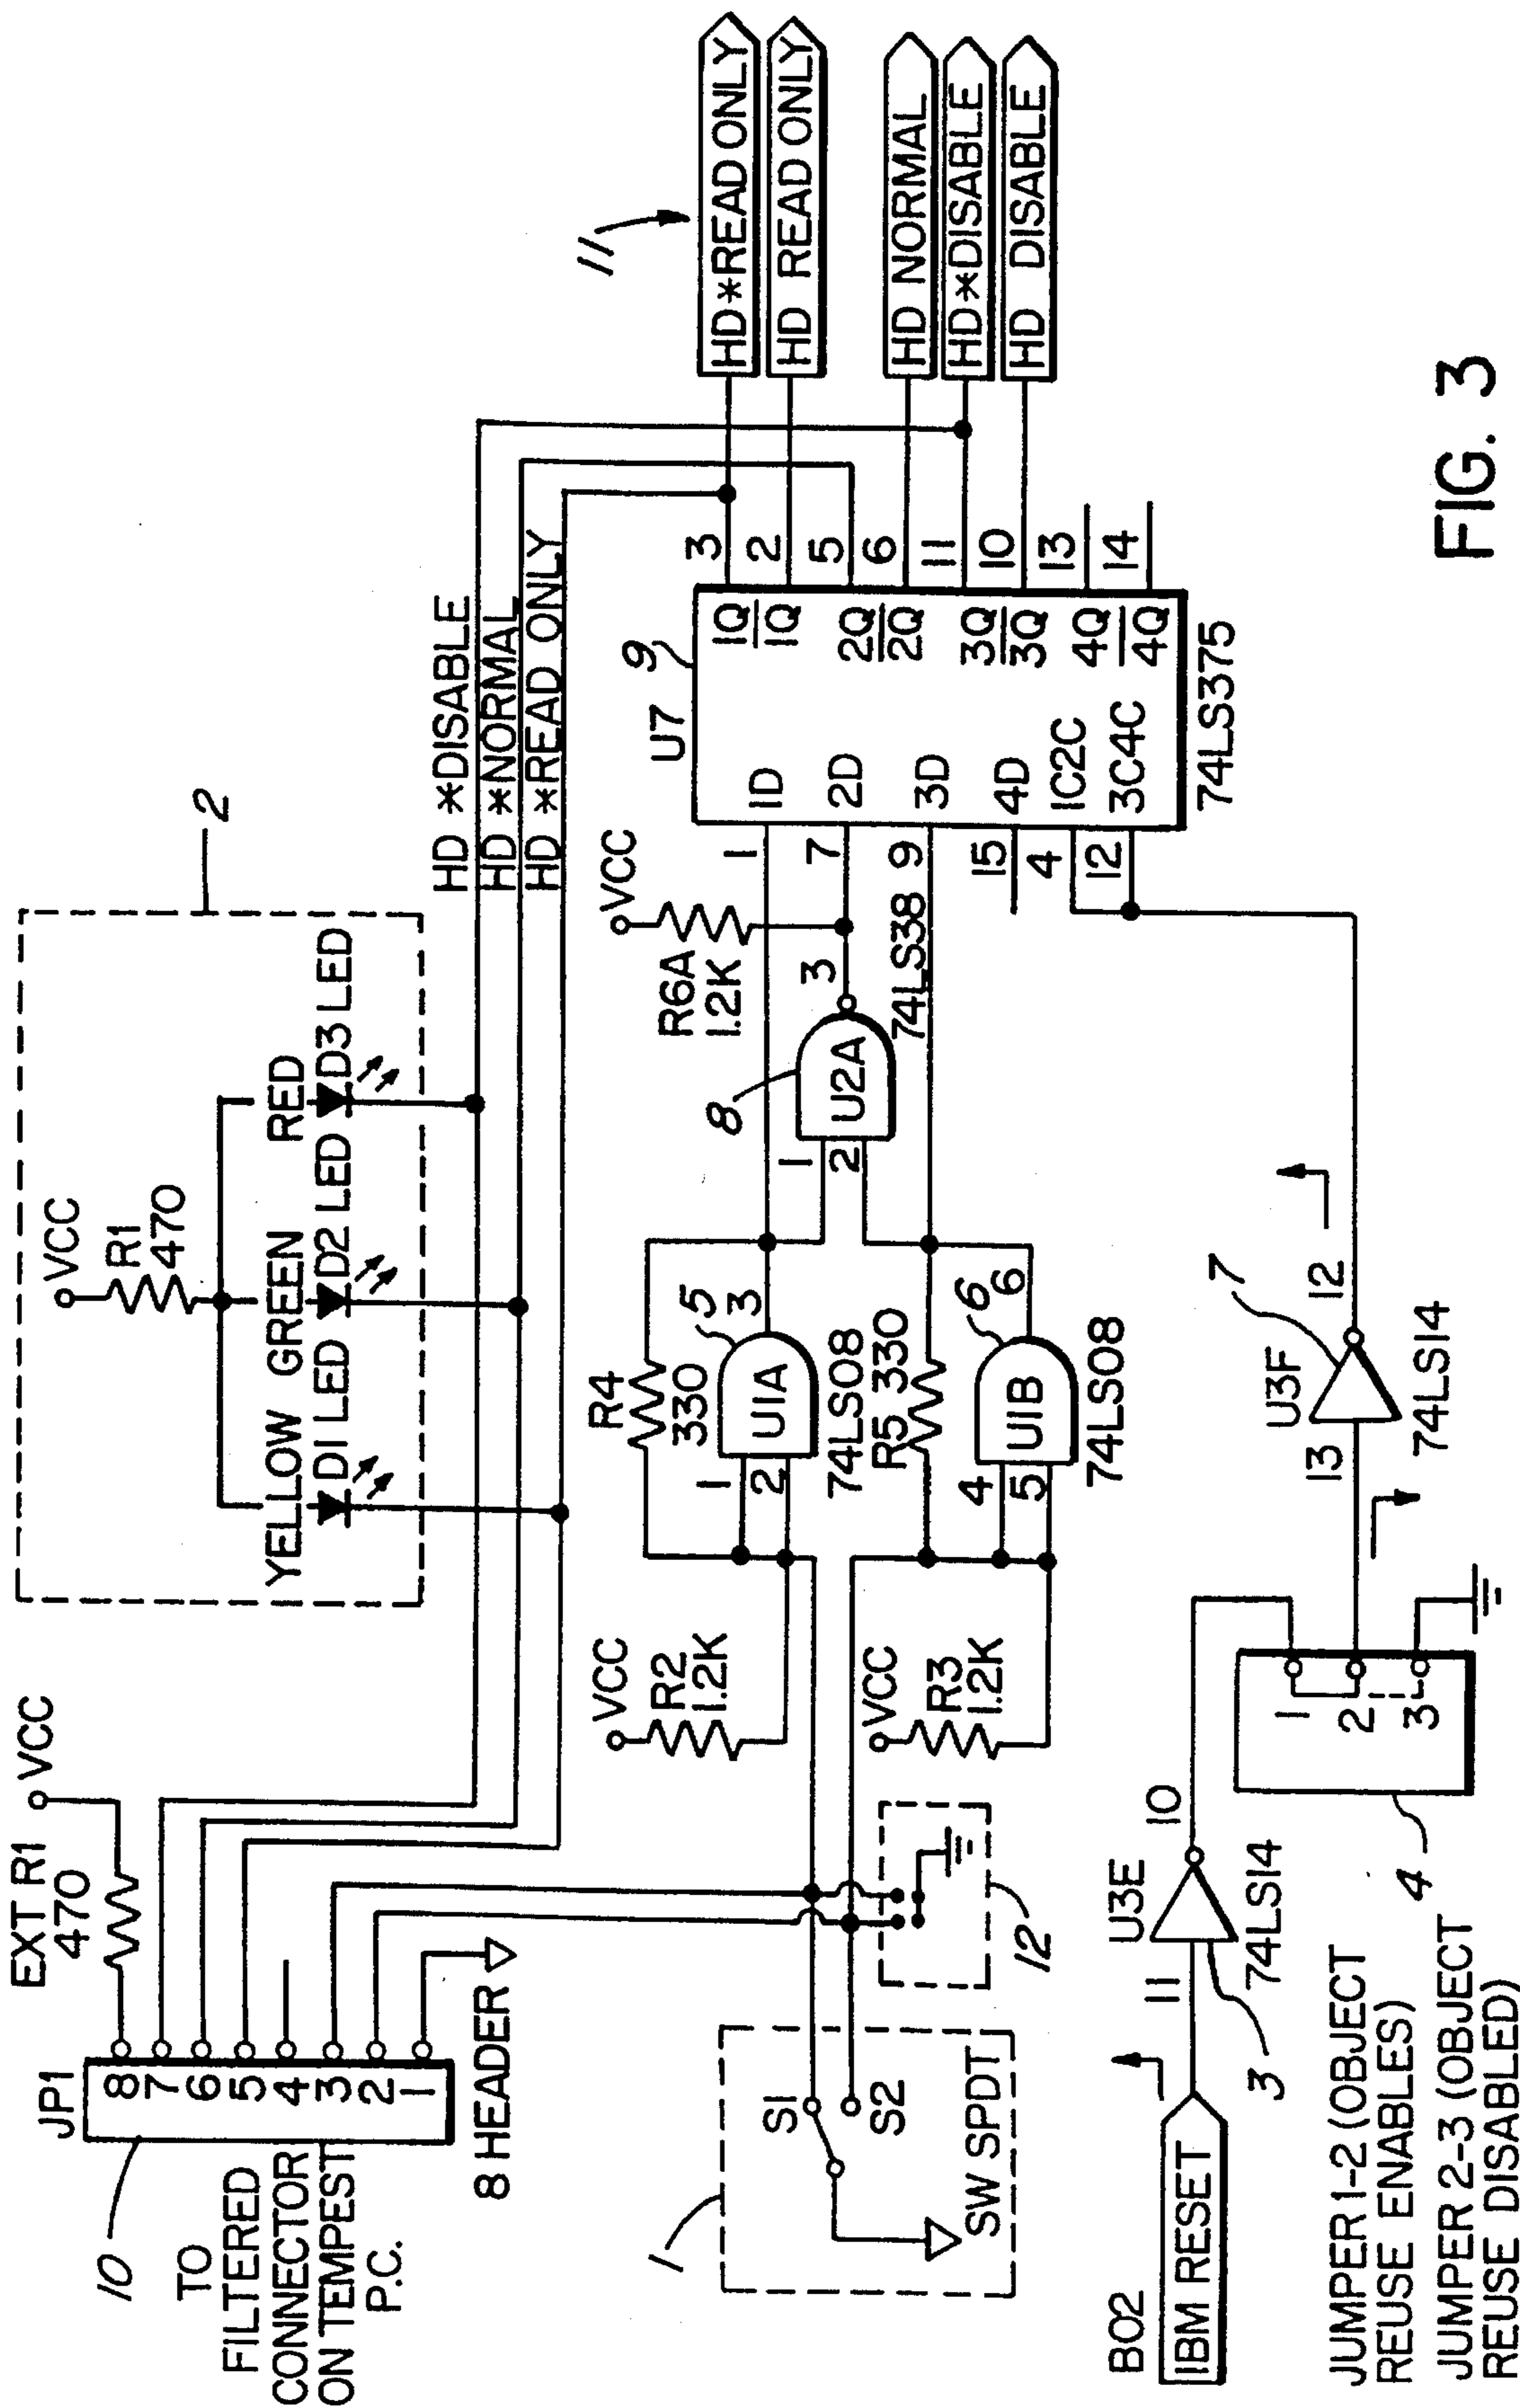 EXT R1
470
VCC
JP1
8
7
6
5
4
3
2
1
10
TO
FILTERED
CONNECTOR
ON TEMPEST
P.C.
8 HEADER
VCC
R1
470
YELLOW GREEN RED
D1 LED D2 LED D3 LED
2
HD *DISABLE
HD *NORMAL
HD *READ ONLY
11
HD*READ ONLY
HD READ ONLY
HD NORMAL
HD*DISABLE
HD DISABLE
1
S1
S2
SW SPDT
12
VCC
R2
1.2K
VCC
R3
1.2K
R4
330
1
2
U1A
5
3
74LS08
R5 330
4
5
U1B
6
6
74LS08
8
1
2
U2A
3
74LS38
R6A
1.2K
VCC
U7
9
1
7
9
15
4
12
1D
2D
3D
4D
1C2C
3C4C
1Q
1Q
2Q
2Q
3Q
3Q
4Q
4Q
3
2
5
6
11
10
13
14
74LS375
B02
IBM RESET
11
U3E
3
10
74LS14
1
2
3
4
13
U3F
7
12
74LS14
JUMPER 1-2 (OBJECT
REUSE ENABLES)
JUMPER 2-3 (OBJECT
REUSE DISABLED)
FIG. 3